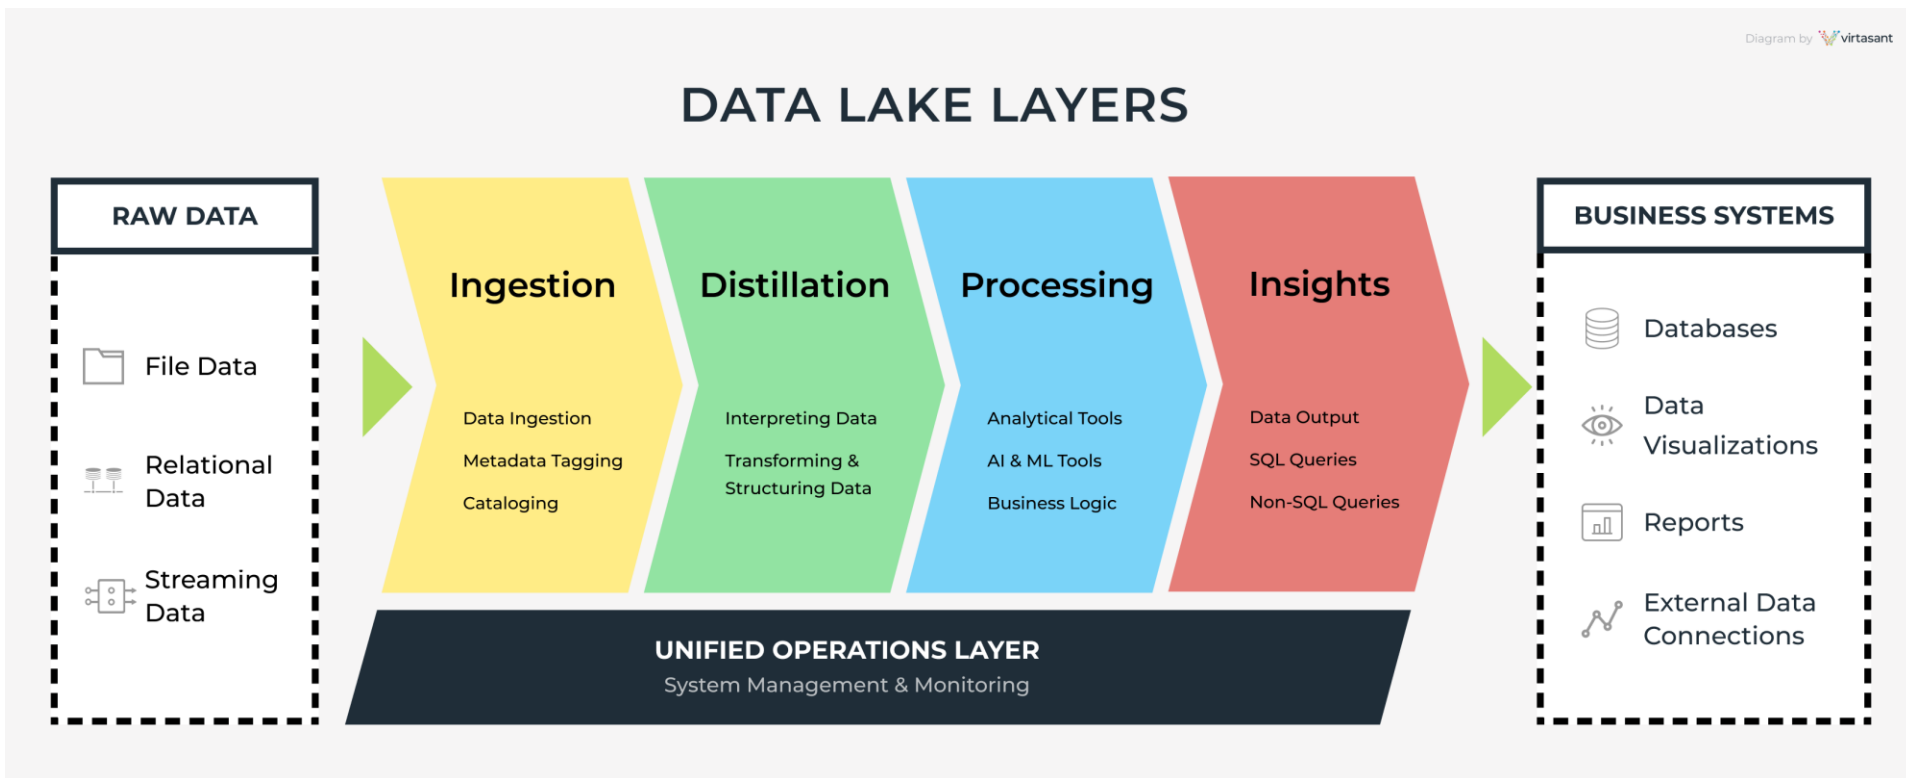 Diagram by virtasant
DATA LAKE LAYERS
RAW DATA
File Data
Relational
Data
Streaming
Data
Ingestion
Data Ingestion
Metadata Tagging
Cataloging
Distillation
Interpreting Data
Transforming &
Structuring Data
Processing
Analytical Tools
AI & ML Tools
Business Logic
Insights
Data Output
SQL Queries
Non-SQL Queries
UNIFIED OPERATIONS LAYER
System Management & Monitoring
BUSINESS SYSTEMS
Databases
Data
Visualizations
Reports
External Data
Connections